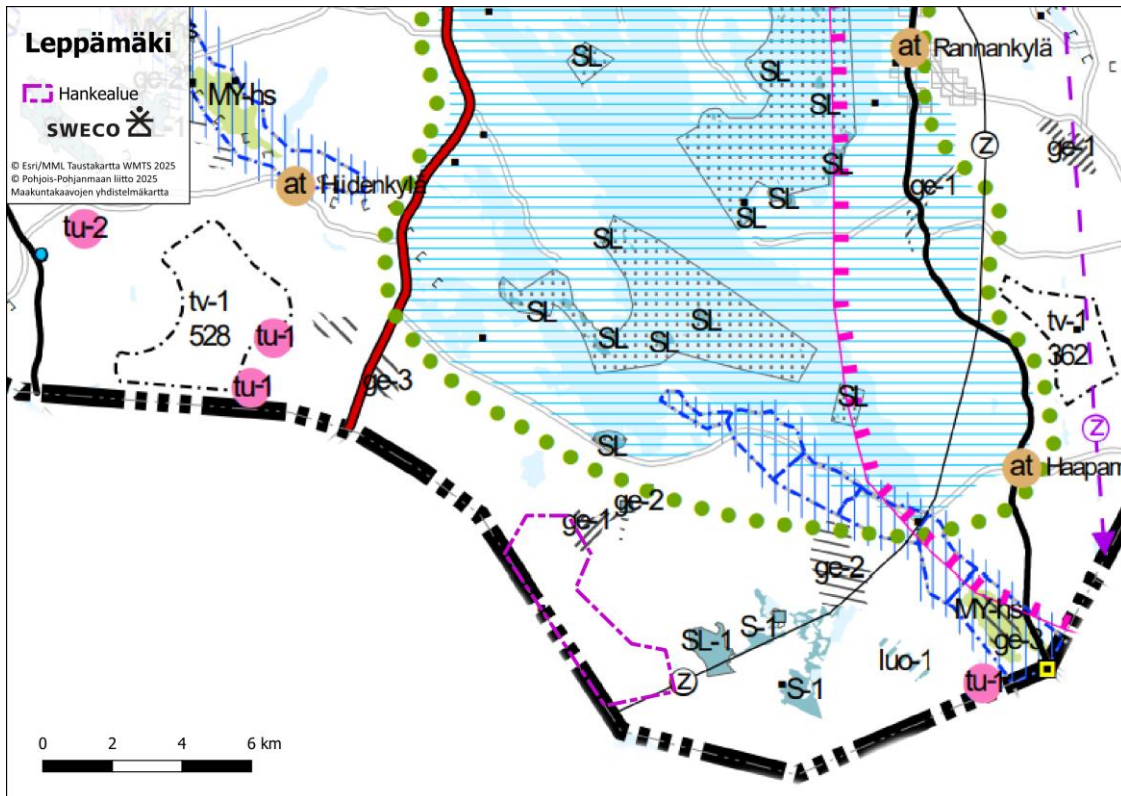 Leppämäki
Hankealue
SWECO
© Esri/MML Taustakartta WMTS 2025
© Pohjois-Pohjanmaan liitto 2025
Maakuntakaavojen yhdistelmäkartta
MY-hs
at Hiidenkylä
tu-2
tv-1
528
tu-1
tu-1
ge-3
SL
SL
SL
SL
SL
SL
at Rannankylä
Z
ge-1
ge-1
SL
SL
SL
SL
SL
tv-1
362
SL
Z
SL
at Haapam
ge-1
ge-2
ge-2
MY-hs
ge-3
SL-1
S-1
luo-1
S-1
Z
tu-1
0 2 4 6 km